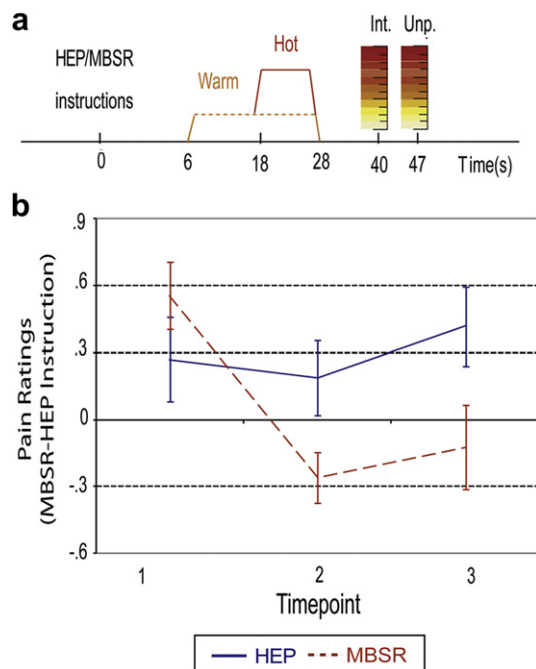 a
Int. Unp.
Hot
HEP/MBSR
Warm
instructions
0 6 18 28 40 47 Time(s)
b
.9
.6
.3
0
-.3
-.6
Pain Ratings
(MBSR-HEP Instruction)
1 2 3
Timepoint
HEP MBSR